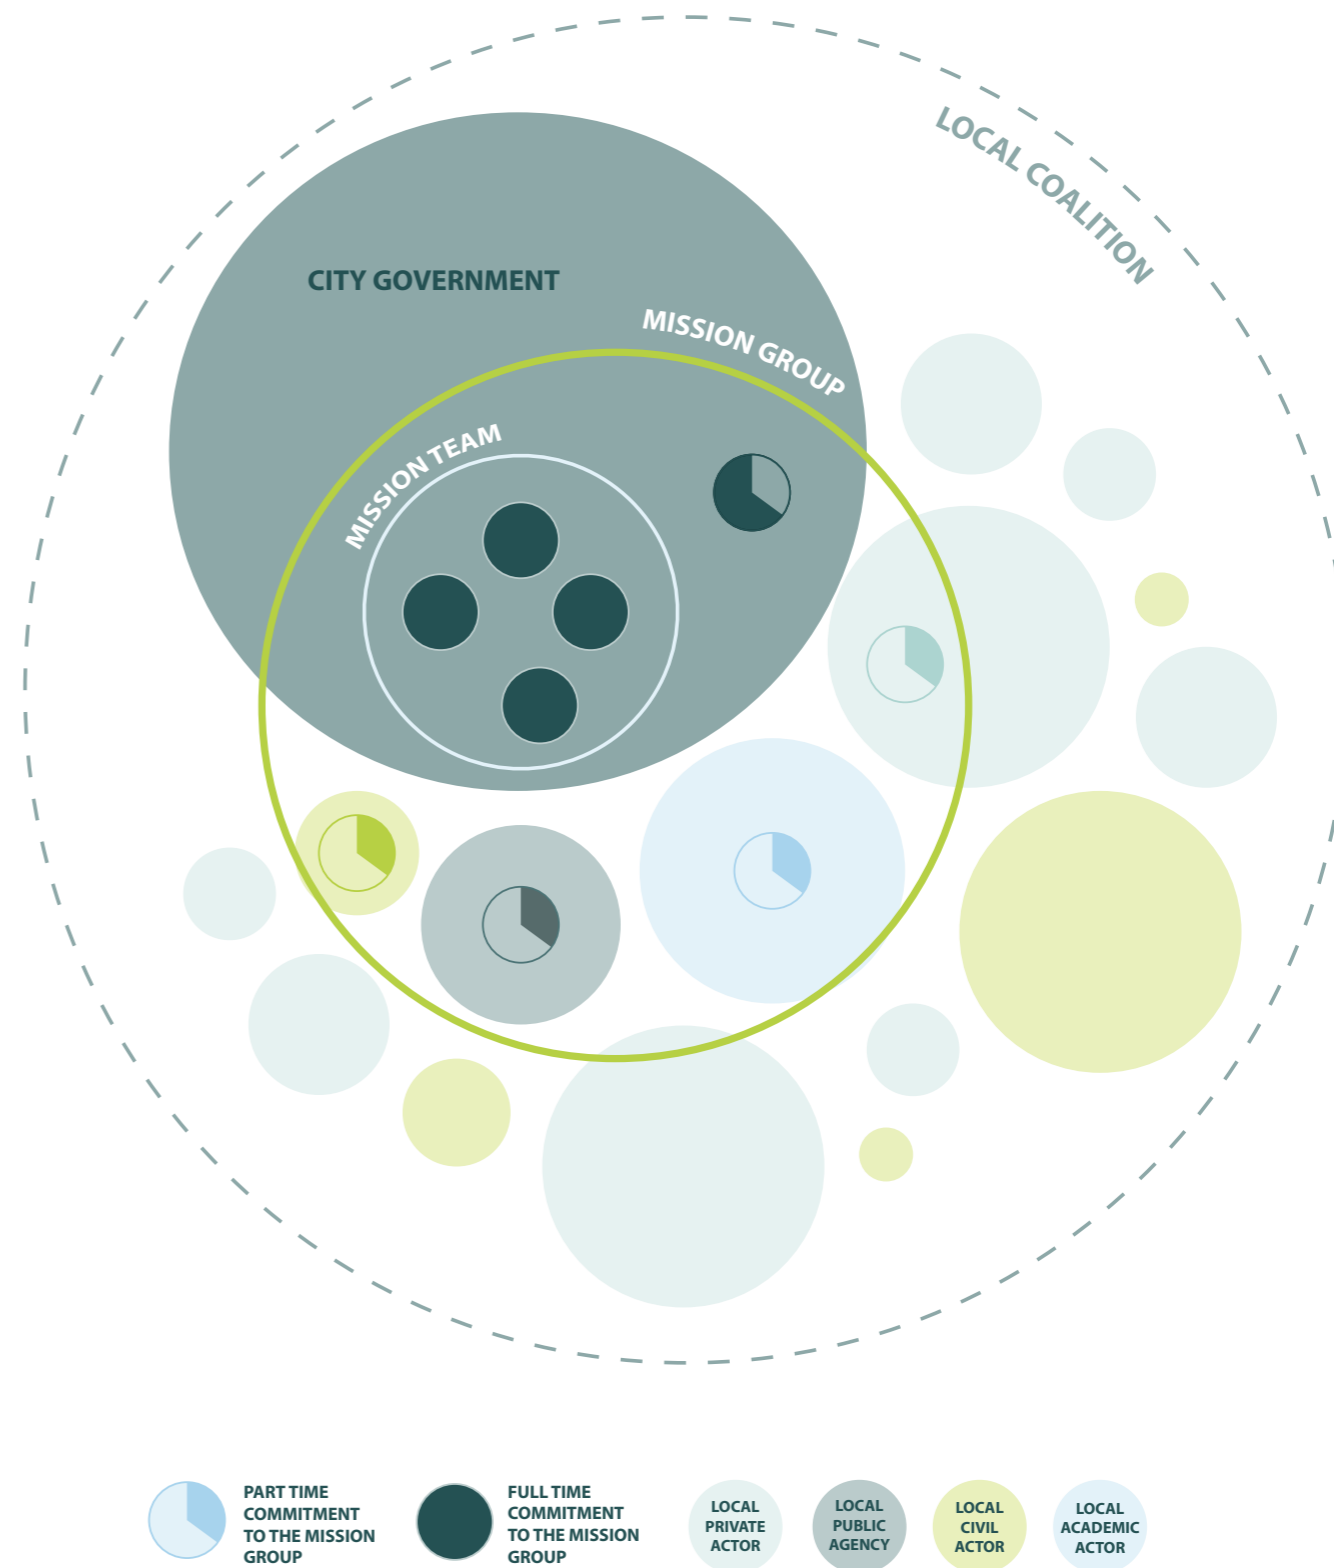 LOCAL COALITION
CITY GOVERNMENT
MISSION GROUP
MISSION TEAM
PART TIME
COMMITMENT
TO THE MISSION
GROUP
FULL TIME
COMMITMENT
TO THE MISSION
GROUP
LOCAL
PRIVATE
ACTOR
LOCAL
PUBLIC
AGENCY
LOCAL
CIVIL
ACTOR
LOCAL
ACADEMIC
ACTOR